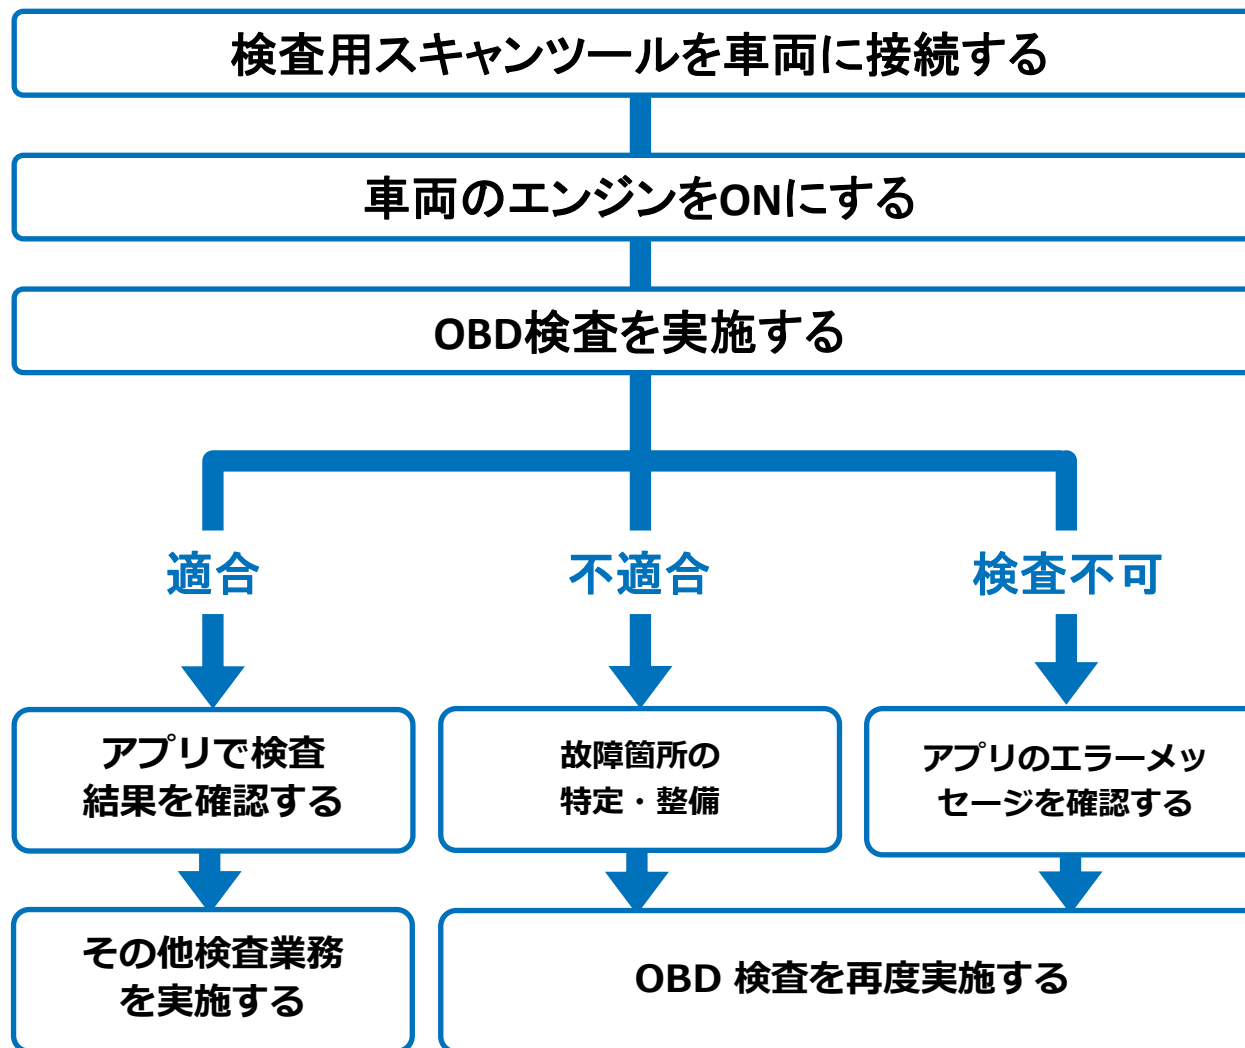 検査用スキャンツールを車両に接続する
車両のエンジンをONにする
OBD検査を実施する
適合
不適合
検査不可
アプリで検査
結果を確認する
故障箇所の
特定・整備
アプリのエラーメッ
セージを確認する
その他検査業務
を実施する
OBD 検査を再度実施する